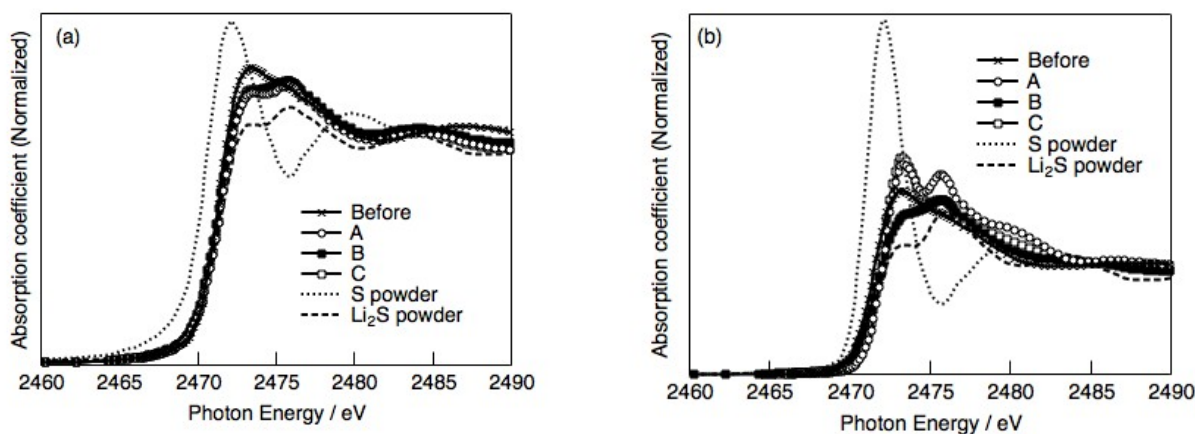 (a)
Absorption coefficient (Normalized)
Before
A
B
C
S powder
Li₂S powder
2460 2465 2470 2475 2480 2485 2490
Photon Energy / eV
(b)
Absorption coefficient (Normalized)
Before
A
B
C
S powder
Li₂S powder
2460 2465 2470 2475 2480 2485 2490
Photon Energy / eV